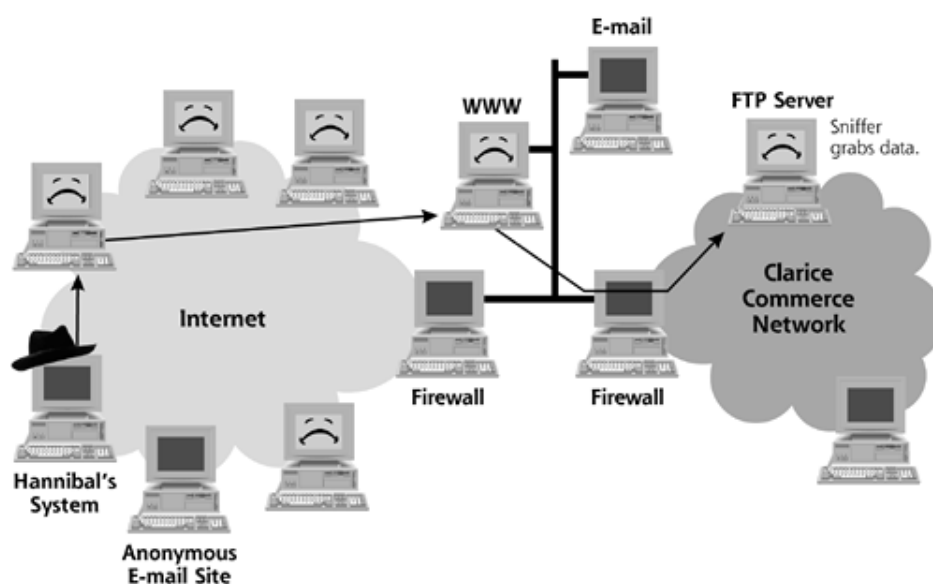 E-mail
WWW
FTP Server
Sniffer
grabs data.
Internet
Clarice
Commerce
Network
Firewall
Firewall
Hannibal's
System
Anonymous
E-mail Site